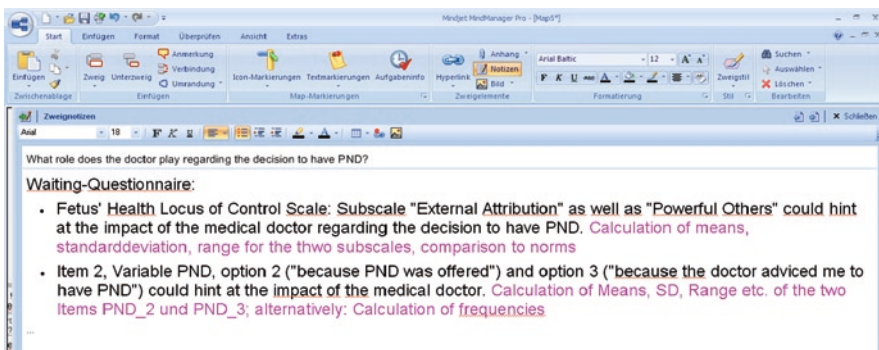 Mindjet MindManager Pro - [Map5*]
Start Einfügen Format Überprüfen Ansicht Extras
Einfügen
Zwischenablage
Zweig Unterzweig
Anmerkung
Verbindung
Umrandung
Einfügen
Icon-Markierungen Textmarkierungen Aufgabeninfo
Map-Markierungen
Hyperlink
Anhang
Notizen
Bild
Zweigelemente
Arial Baltic 12 A A
F K U abc A
Formatierung
Zweigstil
Stil
Suchen
Auswählen
Löschen
Bearbeiten
Zweignotizen
Schließen
Arial 18 F K U
What role does the doctor play regarding the decision to have PND?
Waiting-Questionnaire:
• Fetus' Health Locus of Control Scale: Subscale "External Attribution" as well as "Powerful Others" could hint
at the impact of the medical doctor regarding the decision to have PND. Calculation of means,
standarddeviation, range for the thwo subscales, comparison to norms
• Item 2, Variable PND, option 2 ("because PND was offered") and option 3 ("because the doctor adviced me to
have PND") could hint at the impact of the medical doctor. Calculation of Means, SD, Range etc. of the two
Items PND_2 und PND_3; alternatively: Calculation of frequencies
...